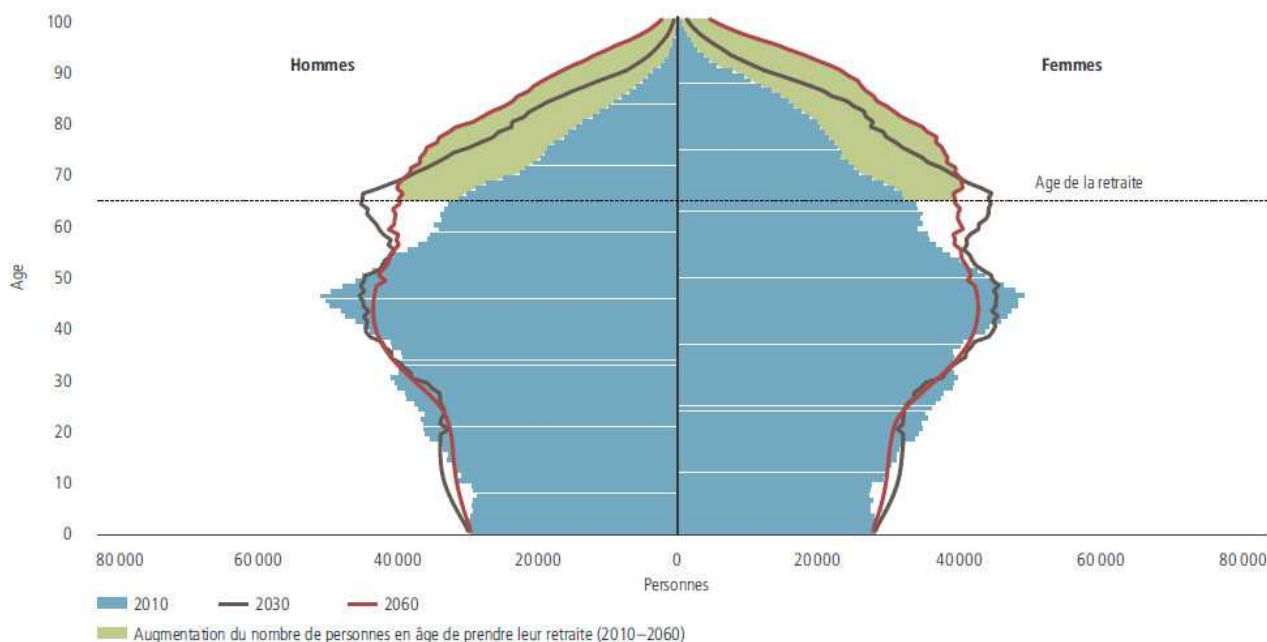 100
Hommes
Femmes
90
80
70
Age de la retraite
60
50
Age
40
30
20
10
0
80 000 60 000 40 000 20 000 0 20 000 40 000 60 000 80 000
Personnes
2010 2030 2060
Augmentation du nombre de personnes en âge de prendre leur retraite (2010–2060)